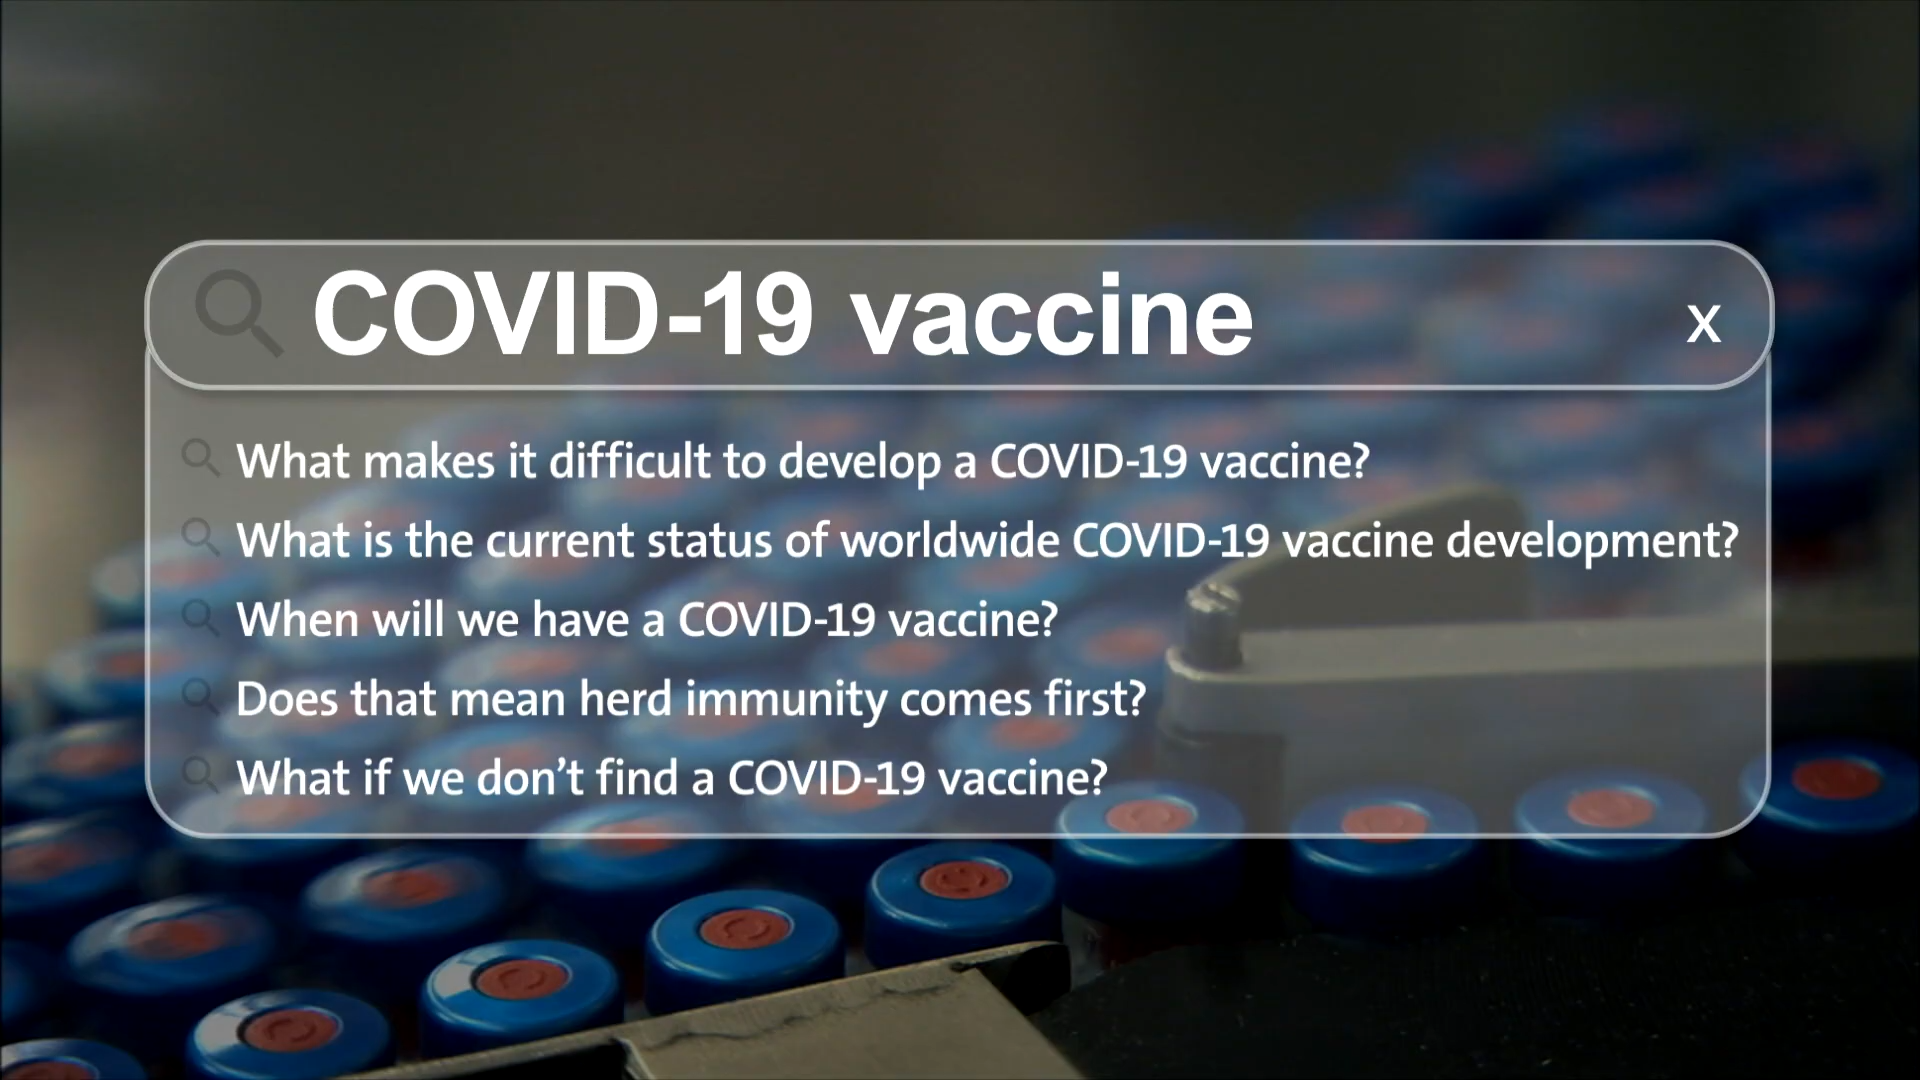 COVID-19 vaccine
x
What makes it difficult to develop a COVID-19 vaccine?
What is the current status of worldwide COVID-19 vaccine development?
When will we have a COVID-19 vaccine?
Does that mean herd immunity comes first?
What if we don’t find a COVID-19 vaccine?